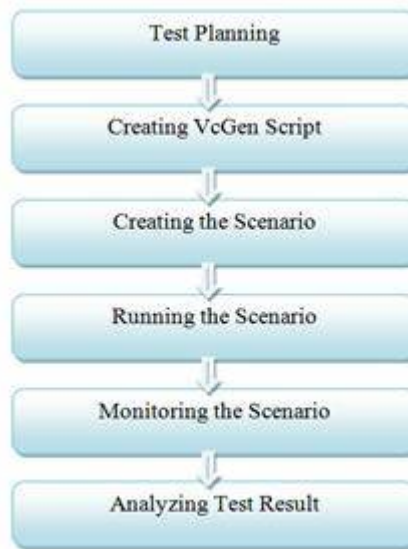 Test Planning
Creating VcGen Script
Creating the Scenario
Running the Scenario
Monitoring the Scenario
Analyzing Test Result